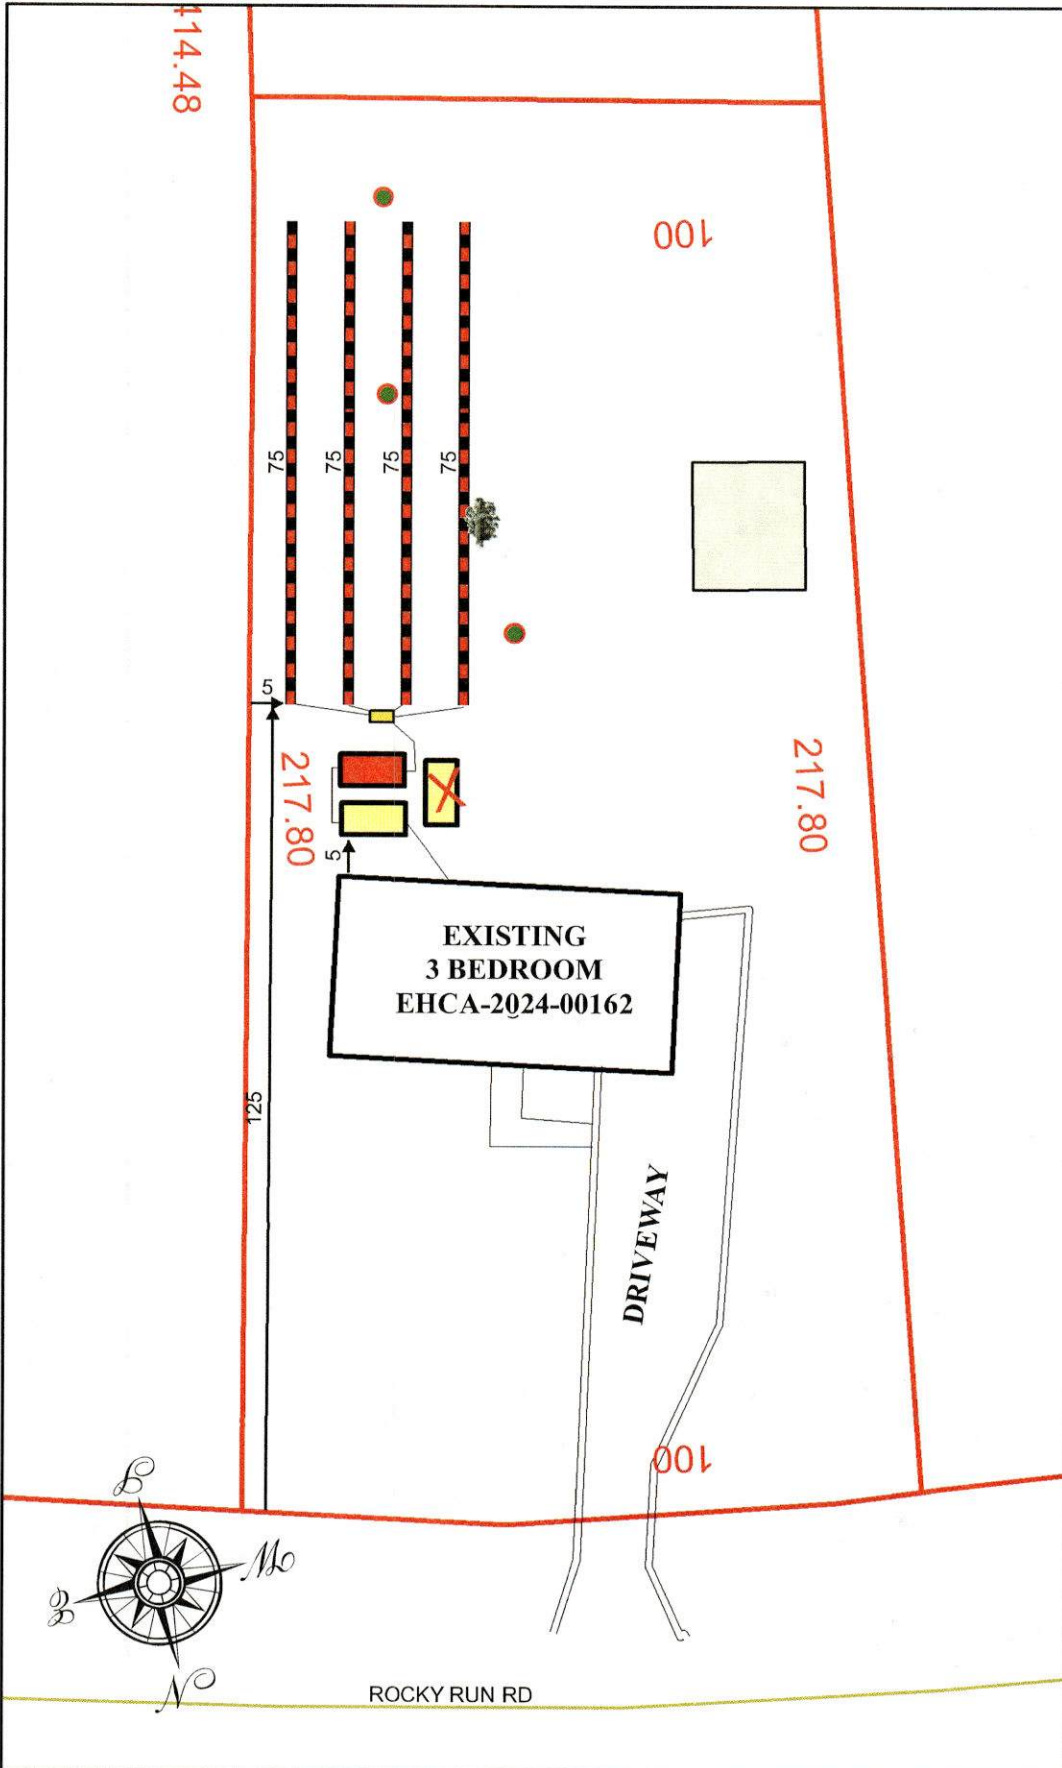 414.48
100
75
75
75
75
5
217.80
217.80
5
EXISTING
3 BEDROOM
EHCA-2024-00162
125
DRIVEWAY
100
S
W
E
N
ROCKY RUN RD